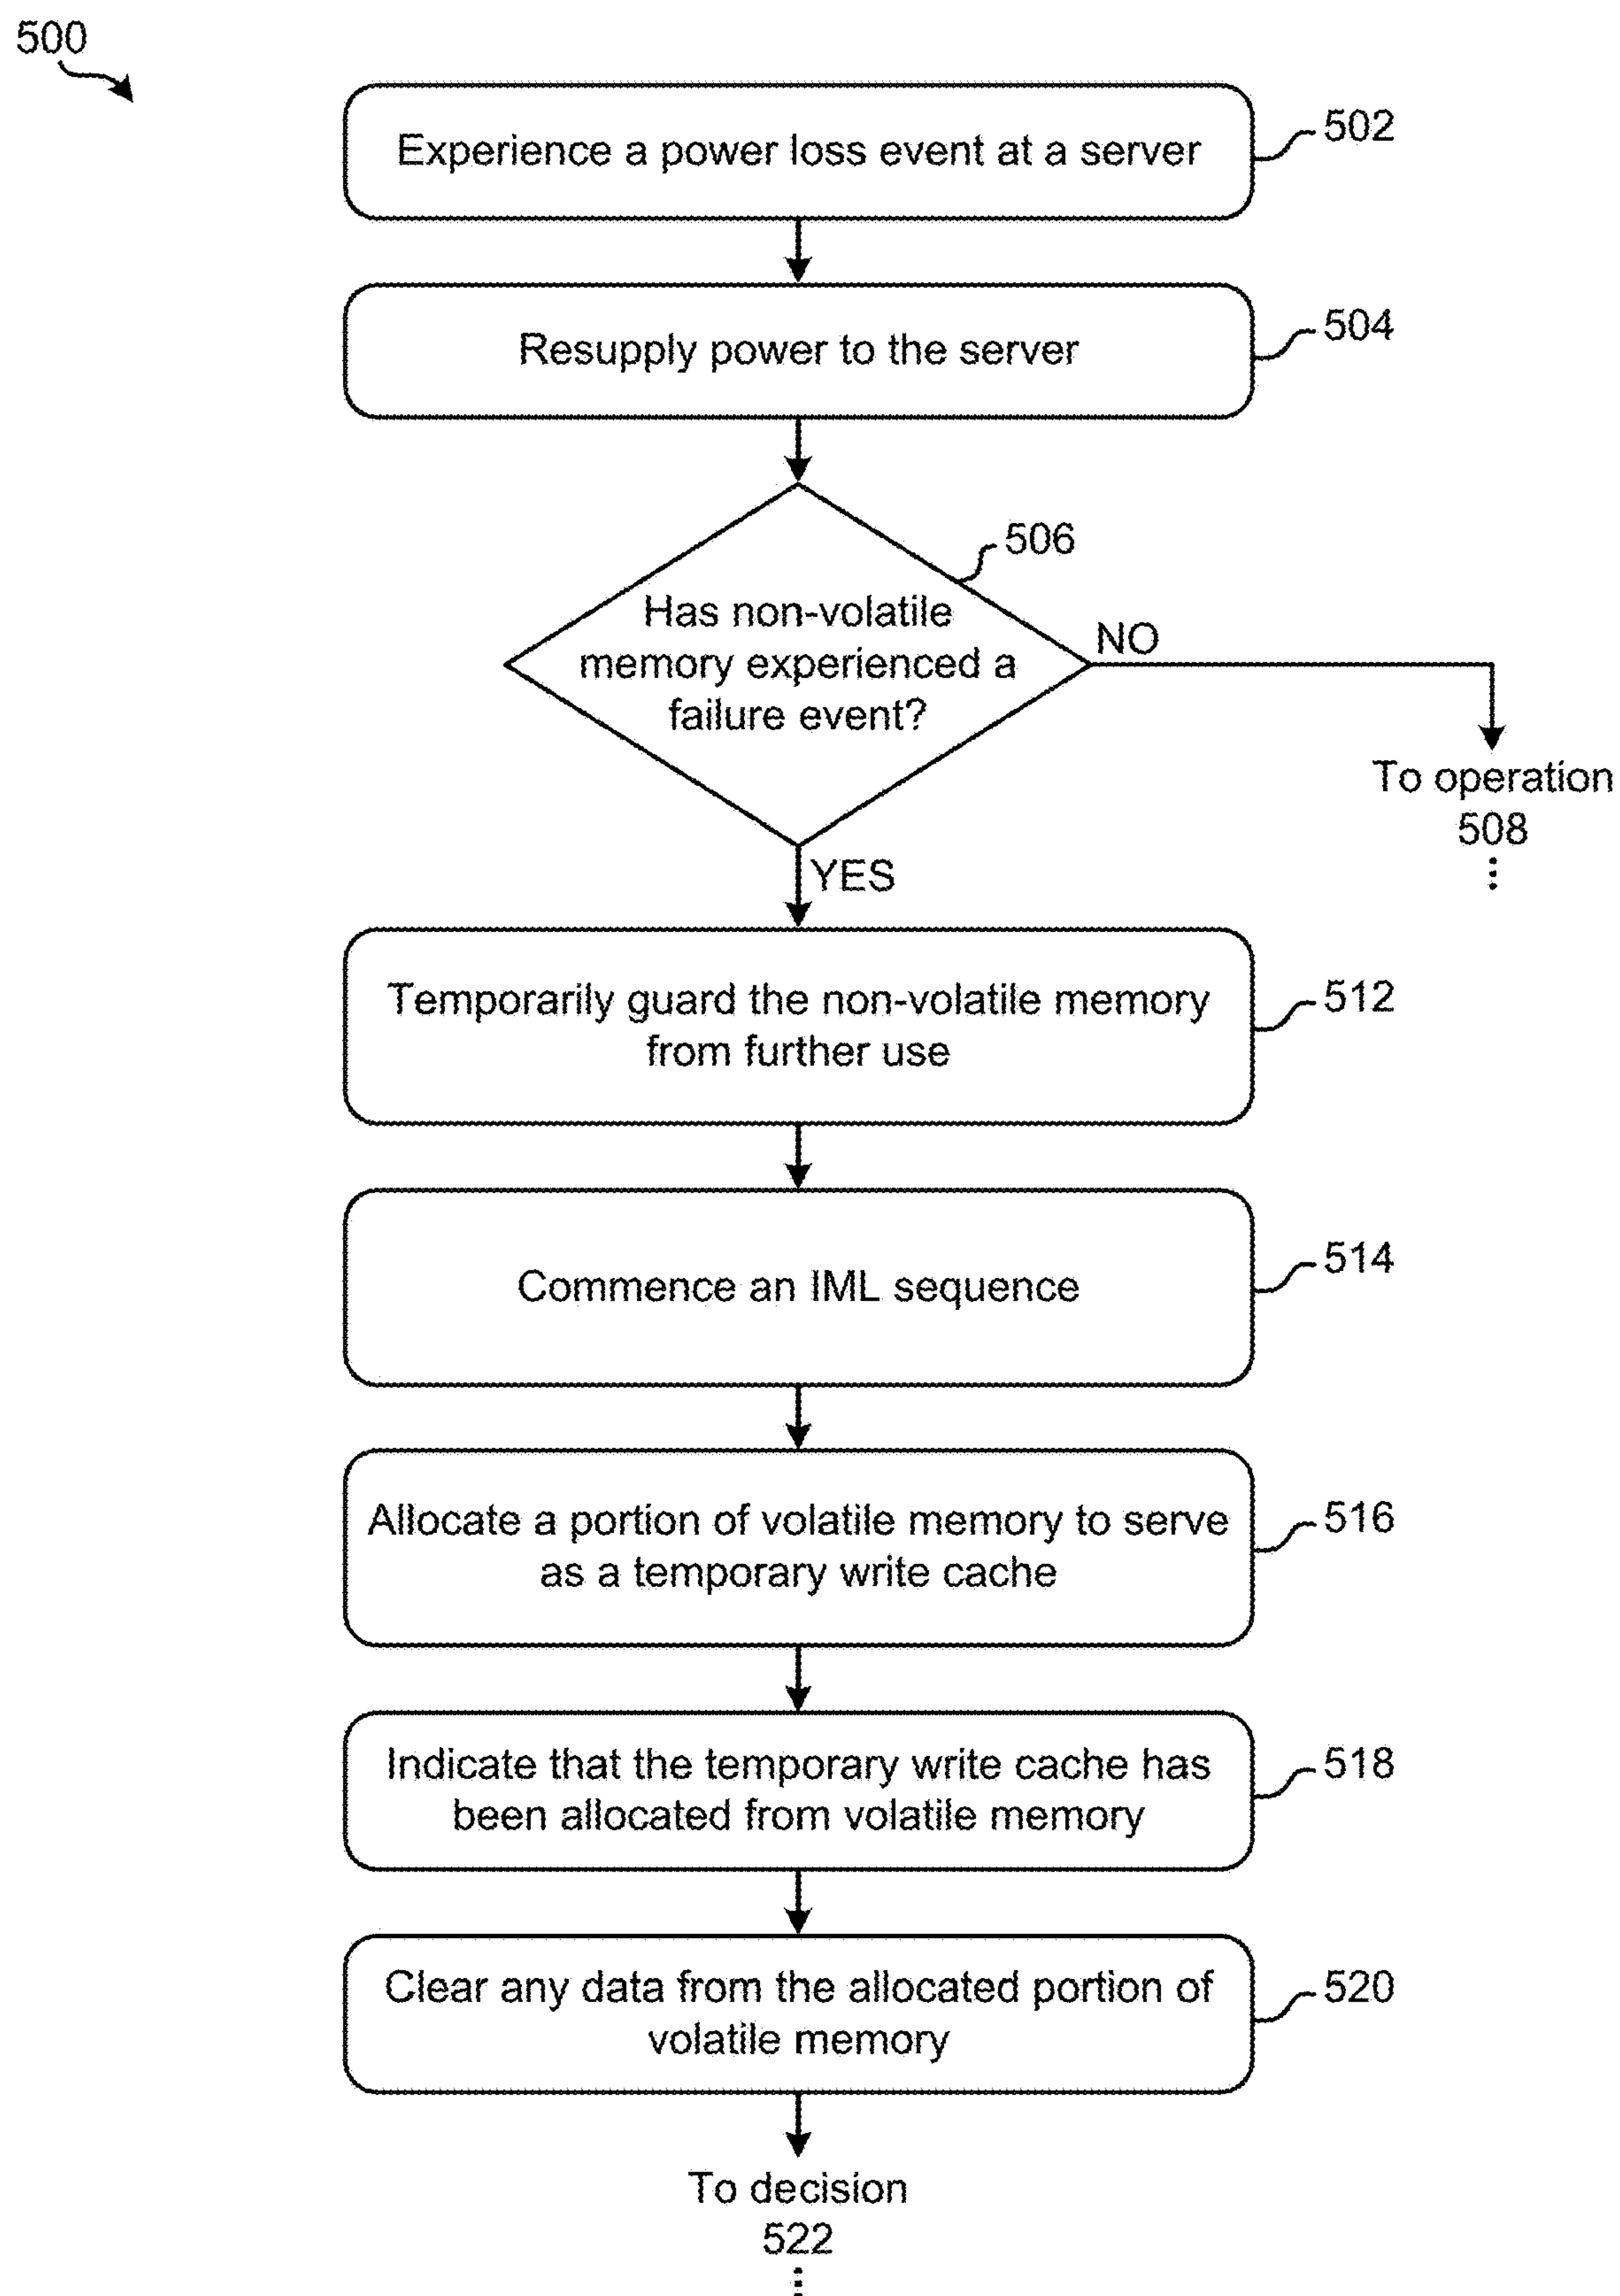 500
Experience a power loss event at a server
502
Resupply power to the server
504
506
Has non-volatile
memory experienced a
failure event?
NO
To operation
508
YES
Temporarily guard the non-volatile memory
from further use
512
Commence an IML sequence
514
Allocate a portion of volatile memory to serve
as a temporary write cache
516
Indicate that the temporary write cache has
been allocated from volatile memory
518
Clear any data from the allocated portion of
volatile memory
520
To decision
522